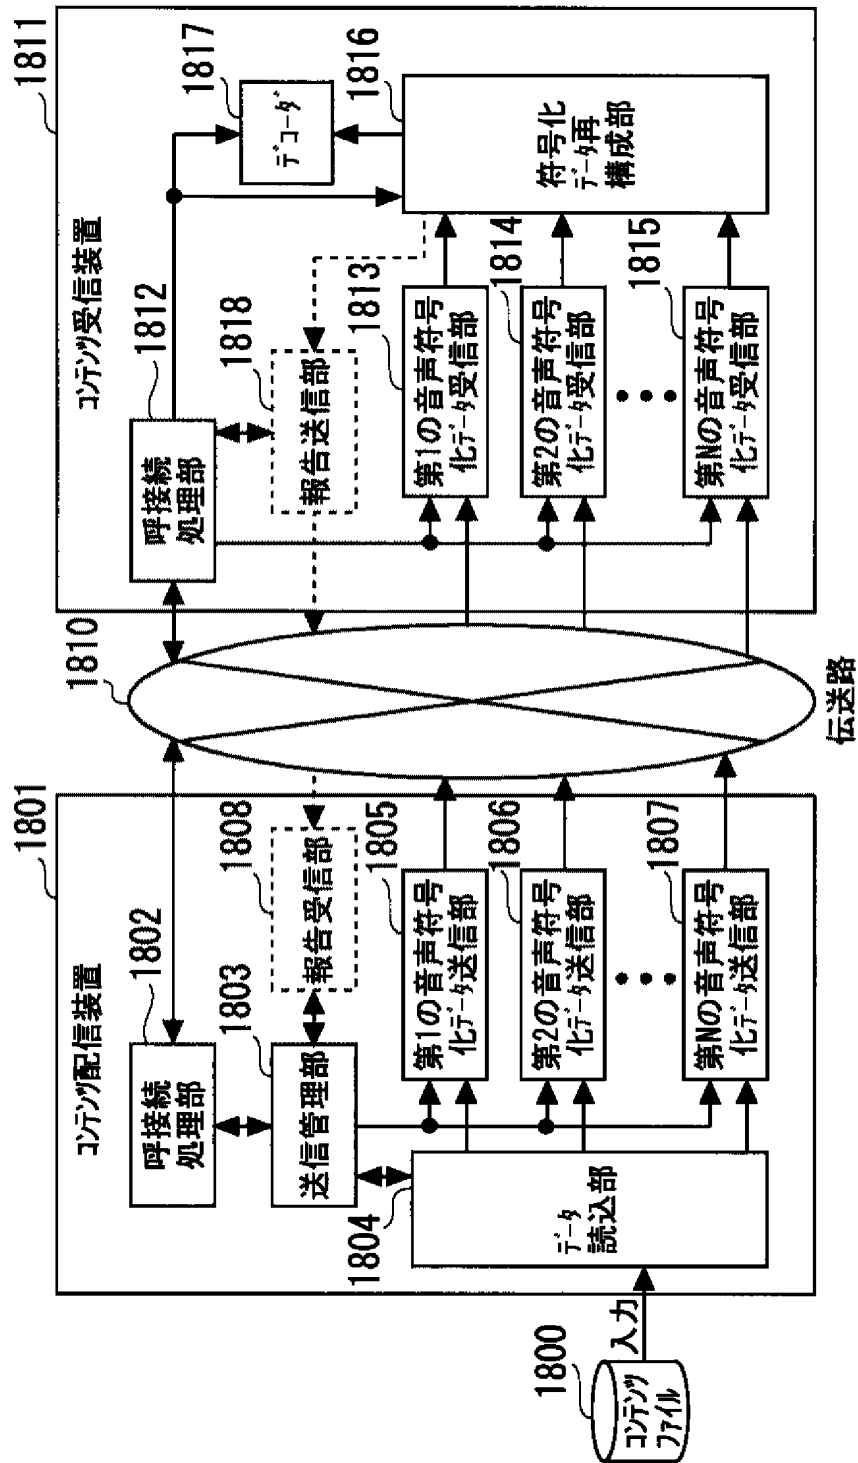 1801
コンテンツ配信装置
1802
呼接続
処理部
1803
送信管理部
1808
報告受信部
1804
データ
読込部
1805
第1の音声符号
化データ送信部
1806
第2の音声符号
化データ送信部
1807
第Nの音声符号
化データ送信部
1800
コンテンツ
ファイル
入力
1810
伝送路
1811
コンテンツ受信装置
1812
呼接続
処理部
1818
報告送信部
1813
第1の音声符号
化データ受信部
1814
第2の音声符号
化データ受信部
1815
第Nの音声符号
化データ受信部
1817
デコーダ
1816
符号化
データ再
構成部